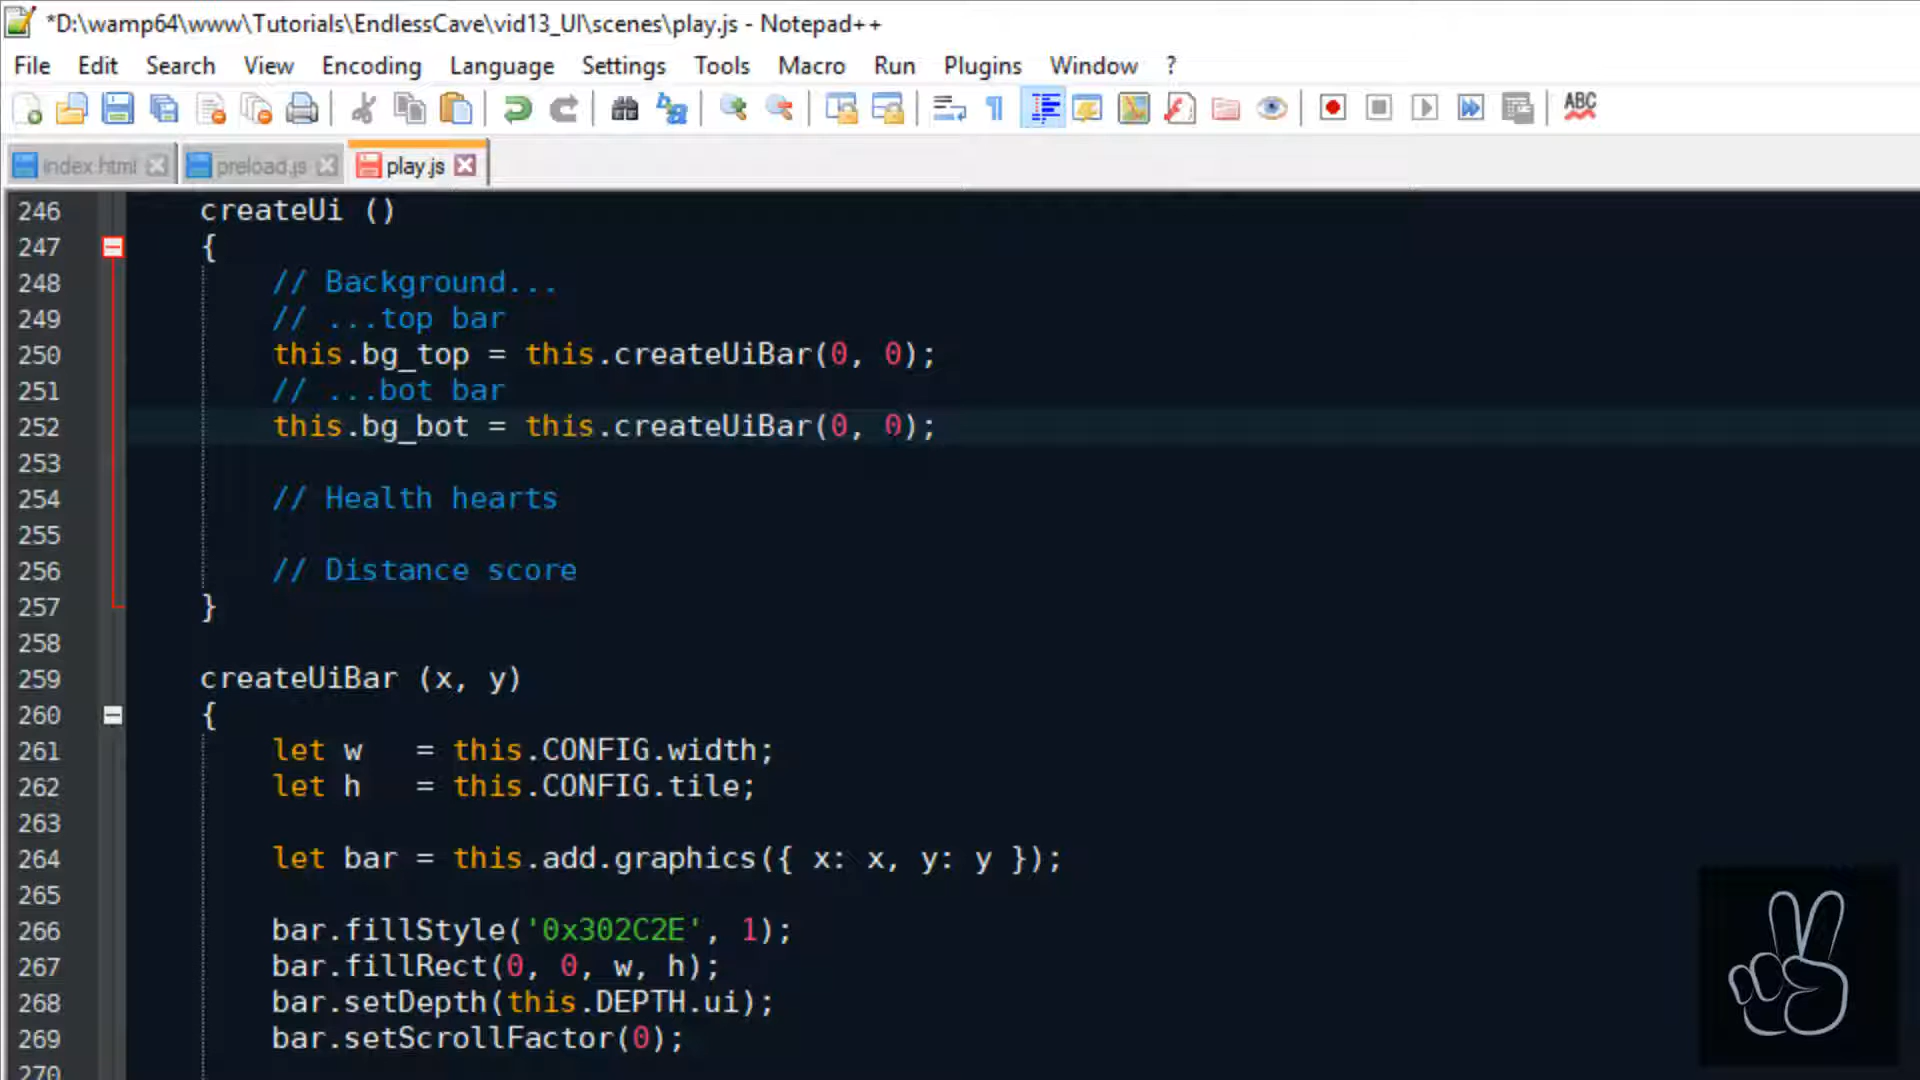 *D:\wamp64\www\Tutorials\EndlessCave\vid13_UI\scenes\play.js - Notepad++
File Edit Search View Encoding Language Settings Tools Macro Run Plugins Window ?
ABC
index.html preload.js play.js
246 createUi ()
247 {
248 // Background...
249 // ...top bar
250 this.bg_top = this.createUiBar(0, 0);
251 // ...bot bar
252 this.bg_bot = this.createUiBar(0, 0);
253
254 // Health hearts
255
256 // Distance score
257 }
258
259 createUiBar (x, y)
260 {
261 let w = this.CONFIG.width;
262 let h = this.CONFIG.tile;
263
264 let bar = this.add.graphics({ x: x, y: y });
265
266 bar.fillStyle('0x302C2E', 1);
267 bar.fillRect(0, 0, w, h);
268 bar.setDepth(this.DEPTH.ui);
269 bar.setScrollFactor(0);
270